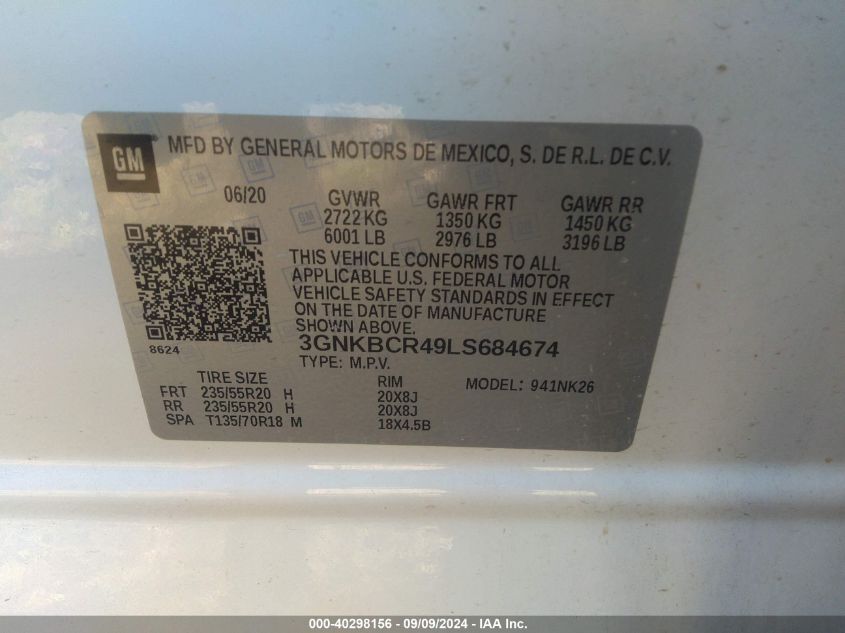 GM MFD BY GENERAL MOTORS DE MEXICO, S. DE R.L. DE C.V.
06/20 GVWR GAWR FRT GAWR RR
2722 KG 1350 KG 1450 KG
6001 LB 2976 LB 3196 LB
THIS VEHICLE CONFORMS TO ALL
APPLICABLE U.S. FEDERAL MOTOR
VEHICLE SAFETY STANDARDS IN EFFECT
ON THE DATE OF MANUFACTURE
SHOWN ABOVE.
8624 3GNKBCR49LS684674
TYPE: M.P.V.
TIRE SIZE RIM MODEL: 941NK26
FRT 235/55R20 H 20X8J
RR 235/55R20 H 20X8J
SPA T135/70R18 M 18X4.5B
000-40298156 - 09/09/2024 - IAA Inc.